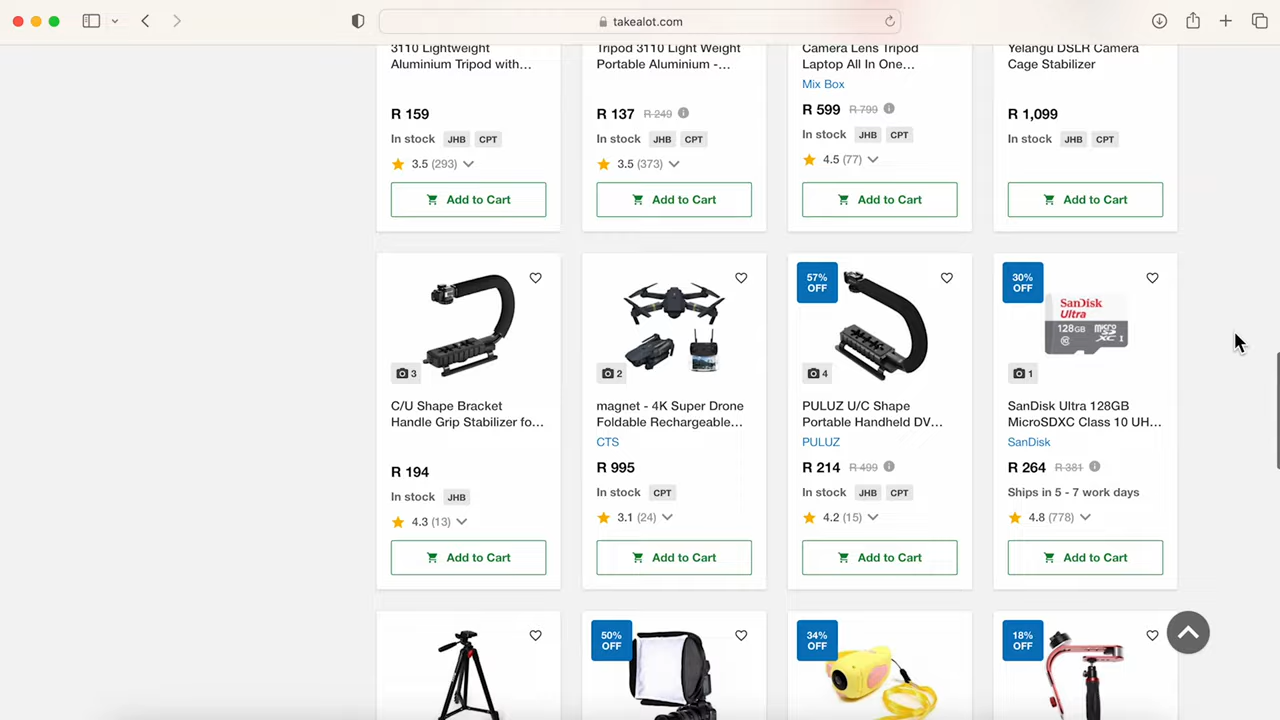 takealot.com
3110 Lightweight
Aluminium Tripod with...
R 159
In stock JHB CPT
3.5 (293)
Add to Cart
Tripod 3110 Light Weight
Portable Aluminium -...
R 137 R 249
In stock JHB CPT
3.5 (373)
Add to Cart
Camera Lens Tripod
Laptop All In One...
Mix Box
R 599 R 799
In stock JHB CPT
4.5 (77)
Add to Cart
Yelangu DSLR Camera
Cage Stabilizer
R 1,099
In stock JHB CPT
Add to Cart
3
C/U Shape Bracket
Handle Grip Stabilizer fo...
R 194
In stock JHB
4.3 (13)
Add to Cart
2
magnet - 4K Super Drone
Foldable Rechargeable...
CTS
R 995
In stock CPT
3.1 (24)
Add to Cart
57%
OFF
4
PULUZ U/C Shape
Portable Handheld DV...
PULUZ
R 214 R 499
In stock JHB CPT
4.2 (15)
Add to Cart
30%
OFF
SanDisk
Ultra
128GB
micro
SD
XC I
1
SanDisk Ultra 128GB
MicroSDXC Class 10 UH...
SanDisk
R 264 R 381
Ships in 5 - 7 work days
4.8 (778)
Add to Cart
50%
OFF
34%
OFF
18%
OFF